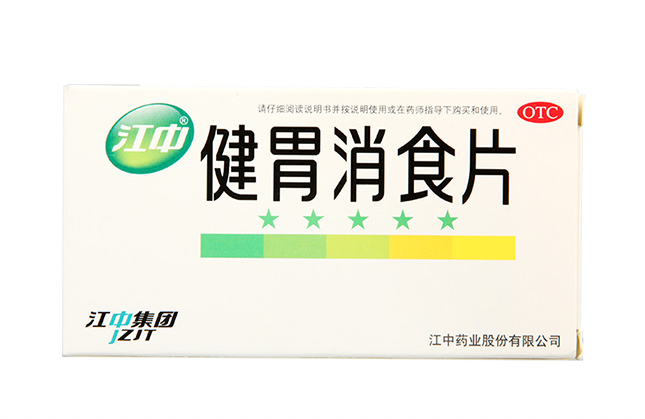 请仔细阅读说明书并按说明使用或在药师指导下购买和使用。
OTC
江中®
健胃消食片
江中集团
JZJT
江中药业股份有限公司